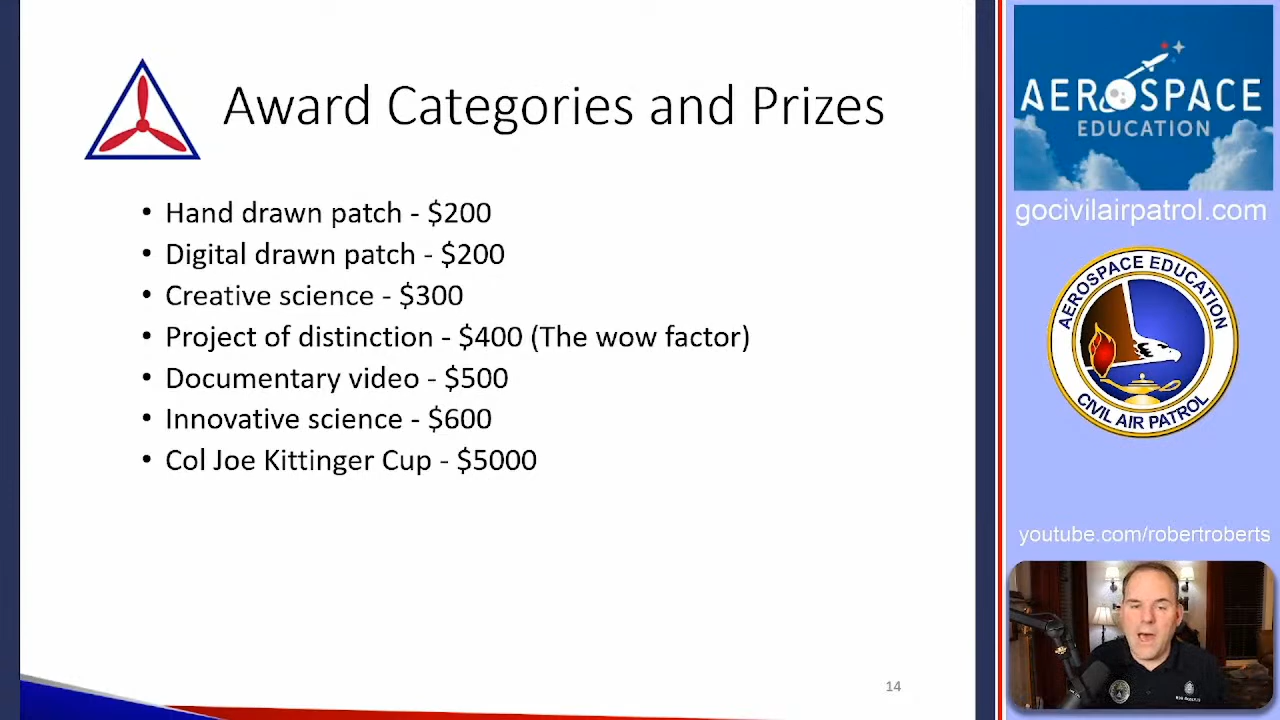 Award Categories and Prizes
• Hand drawn patch - $200
• Digital drawn patch - $200
• Creative science - $300
• Project of distinction - $400 (The wow factor)
• Documentary video - $500
• Innovative science - $600
• Col Joe Kittinger Cup - $5000
14
AEROSPACE
EDUCATION
gocivilairpatrol.com
AEROSPACE EDUCATION
CIVIL AIR PATROL
youtube.com/robertroberts